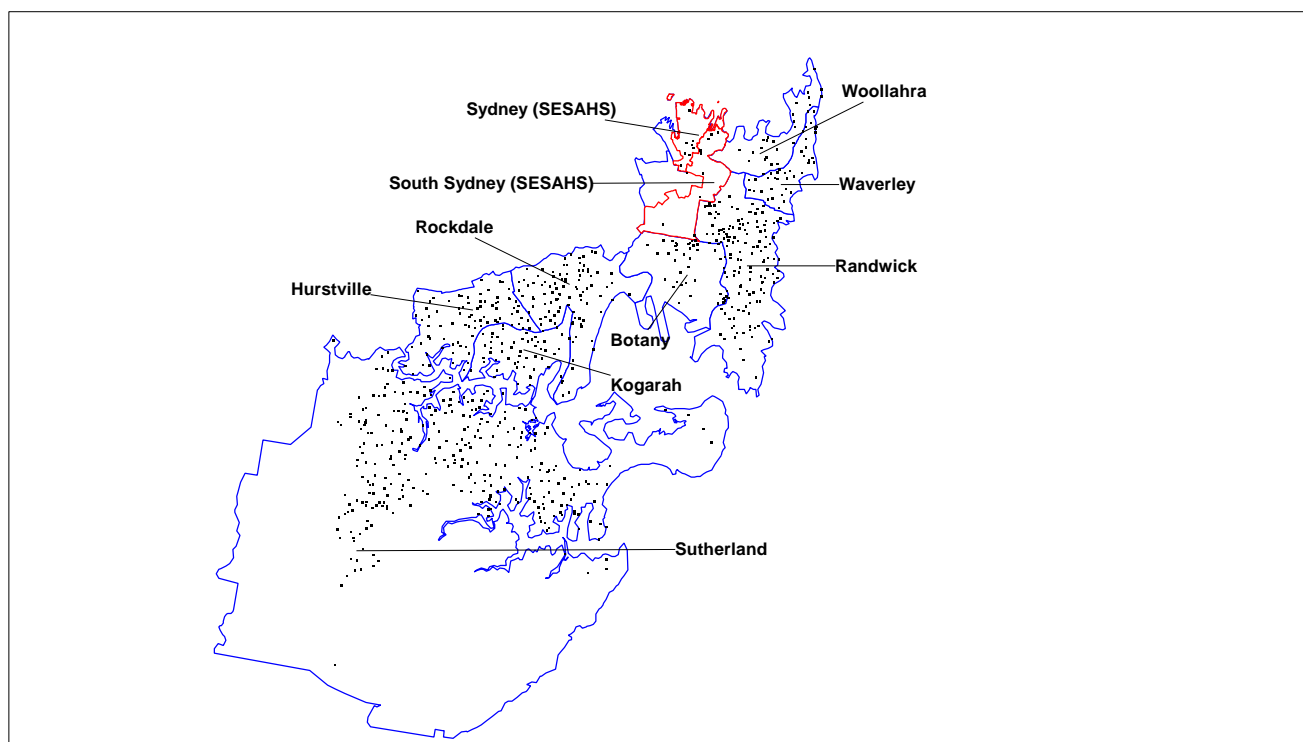 Woollahra
Sydney (SESAHS)
South Sydney (SESAHS)
Waverley
Rockdale
Randwick
Hurstville
Botany
Kogarah
Sutherland